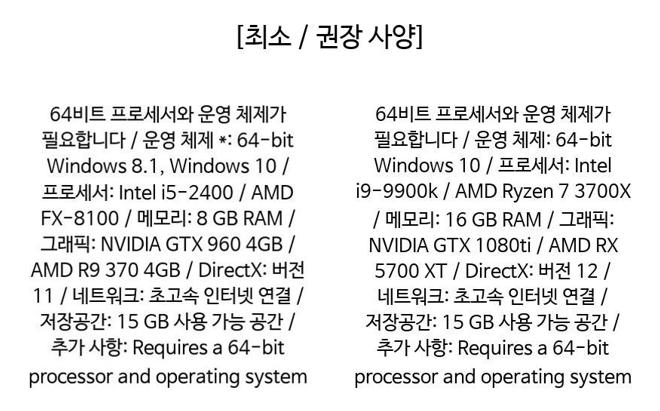 [최소 / 권장 사양]
64비트 프로세서와 운영 체제가
필요합니다 / 운영 체제 *: 64-bit
Windows 8.1, Windows 10 /
프로세서: Intel i5-2400 / AMD
FX-8100 / 메모리: 8 GB RAM /
그래픽: NVIDIA GTX 960 4GB /
AMD R9 370 4GB / DirectX: 버전
11 / 네트워크: 초고속 인터넷 연결 /
저장공간: 15 GB 사용 가능 공간 /
추가 사항: Requires a 64-bit
processor and operating system
64비트 프로세서와 운영 체제가
필요합니다 / 운영 체제: 64-bit
Windows 10 / 프로세서: Intel
i9-9900k / AMD Ryzen 7 3700X
/ 메모리: 16 GB RAM / 그래픽:
NVIDIA GTX 1080ti / AMD RX
5700 XT / DirectX: 버전 12 /
네트워크: 초고속 인터넷 연결 /
저장공간: 15 GB 사용 가능 공간 /
추가 사항: Requires a 64-bit
processor and operating system